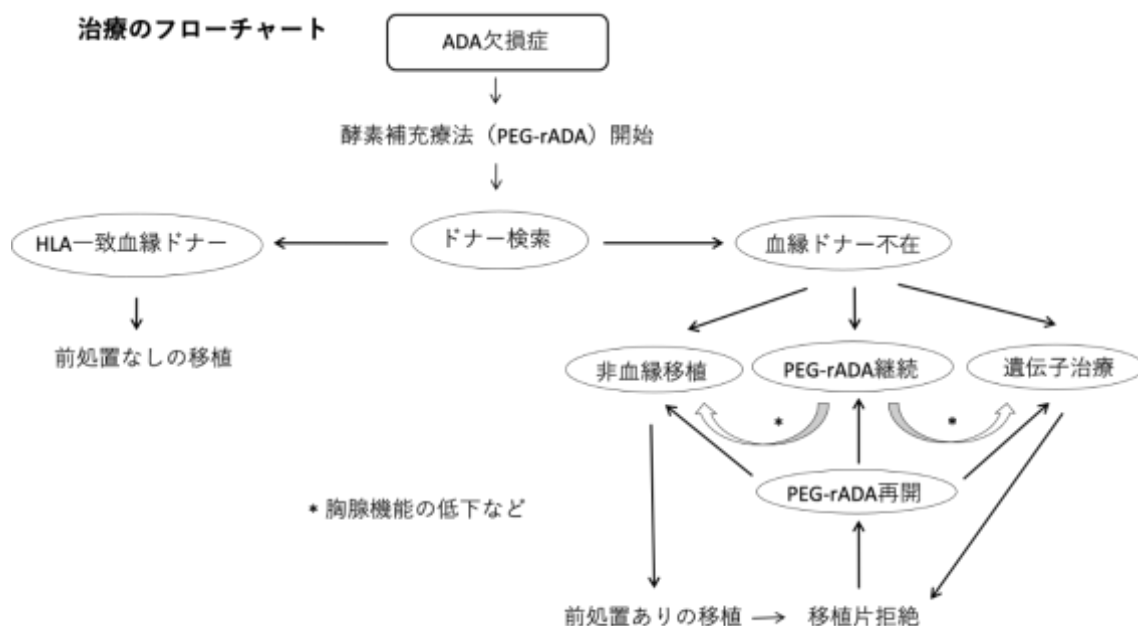 治療のフローチャート
ADA欠損症
酵素補充療法（PEG-rADA）開始
HLA一致血縁ドナー
ドナー検索
血縁ドナー不在
前処置なしの移植
非血縁移植
PEG-rADA継続
遺伝子治療
*
*
PEG-rADA再開
* 胸腺機能の低下など
前処置ありの移植
移植片拒絶